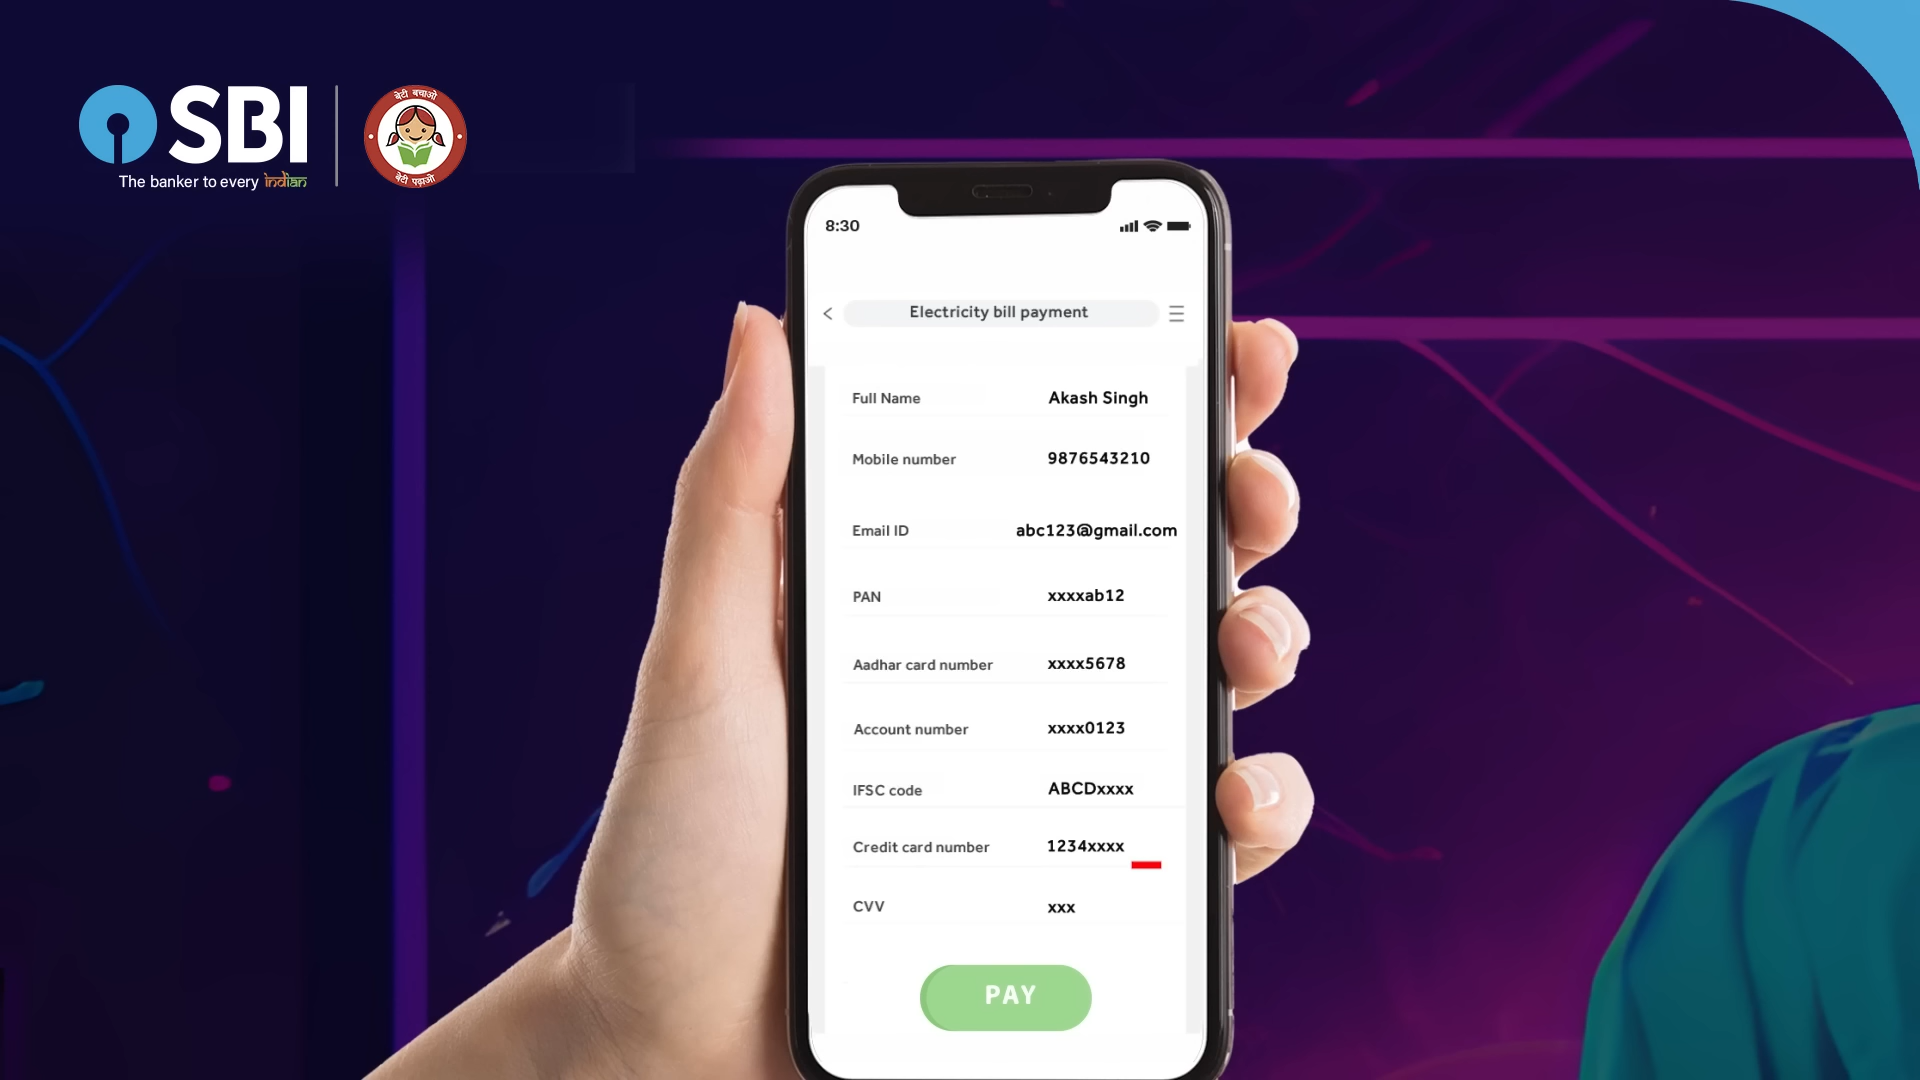 SBI
The banker to every indian
बेटी बचाओ
बेटी पढ़ाओ
8:30
Electricity bill payment
Full Name Akash Singh
Mobile number 9876543210
Email ID abc123@gmail.com
PAN xxxxab12
Aadhar card number xxxx5678
Account number xxxx0123
IFSC code ABCDxxxx
Credit card number 1234xxxx
CVV xxx
PAY